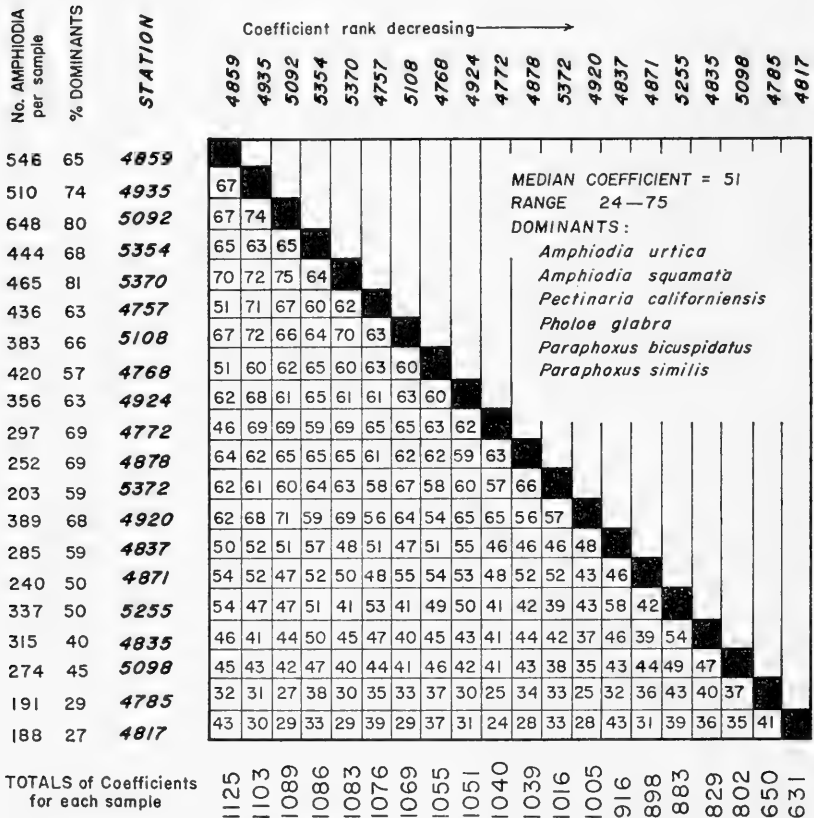 Coefficient rank decreasing
No. AMPHIODIA per sample
% DOMINANTS
STATION
4859 4935 5092 5354 5370 4757 5108 4768 4924 4772 4878 5372 4920 4837 4871 5255 4835 5098 4785 4817
MEDIAN COEFFICIENT = 51
RANGE 24—75
DOMINANTS:
Amphiodia urtica
Amphiodia squamata
Pectinaria californiensis
Pholoe glabra
Paraphoxus bicuspidatus
Paraphoxus similis
546 65 4859
510 74 4935 67
648 80 5092 67 74
444 68 5354 65 63 65
465 81 5370 70 72 75 64
436 63 4757 51 71 67 60 62
383 66 5108 67 72 66 64 70 63
420 57 4768 51 60 62 65 60 63 60
356 63 4924 62 68 61 65 61 61 63 60
297 69 4772 46 69 69 59 69 65 65 63 62
252 69 4878 64 62 65 65 65 61 62 62 59 63
203 59 5372 62 61 60 64 63 58 67 58 60 57 66
389 68 4920 62 68 71 59 69 56 64 54 65 65 56 57
285 59 4837 50 52 51 57 48 51 47 51 55 46 46 46 48
240 50 4871 54 52 47 52 50 48 55 54 53 48 52 52 43 46
337 50 5255 54 47 47 51 41 53 41 49 50 41 42 39 43 58 42
315 40 4835 46 41 44 50 45 47 40 45 43 41 44 42 37 46 39 54
274 45 5098 45 43 42 47 40 44 41 46 42 41 43 38 35 43 44 49 47
191 29 4785 32 31 27 38 30 35 33 37 30 25 34 33 25 32 36 43 40 37
188 27 4817 43 30 29 33 29 39 29 37 31 24 28 33 28 43 31 39 36 35 41
TOTALS of Coefficients
for each sample
1125 1103 1089 1086 1083 1076 1069 1055 1051 1040 1039 1016 1005 916 898 883 829 802 650 631